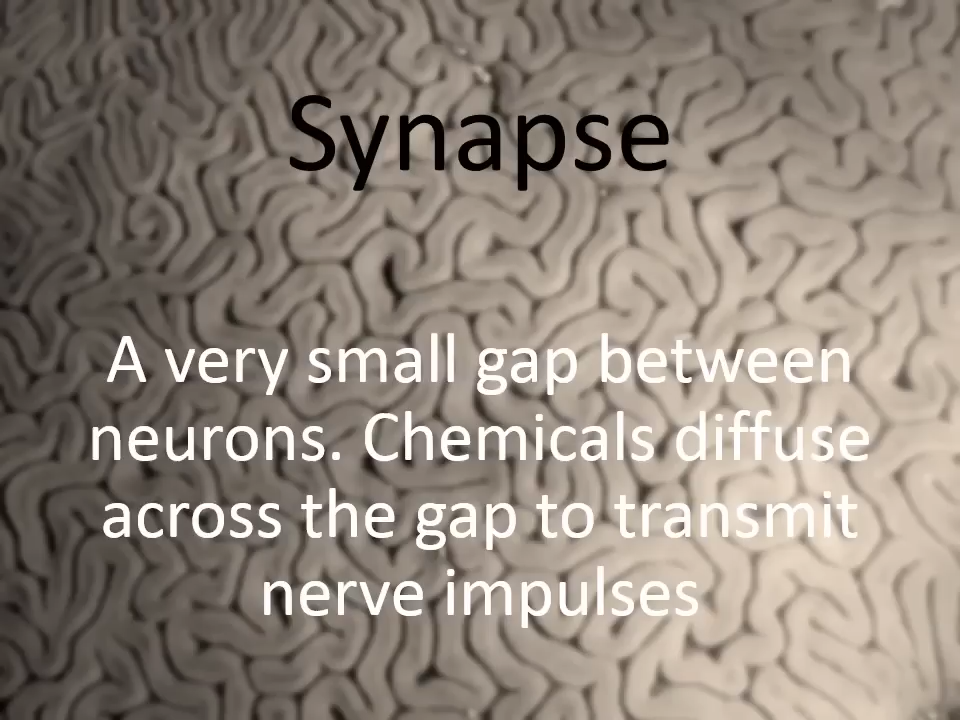 Synapse
A very small gap between
neurons. Chemicals diffuse
across the gap to transmit
nerve impulses